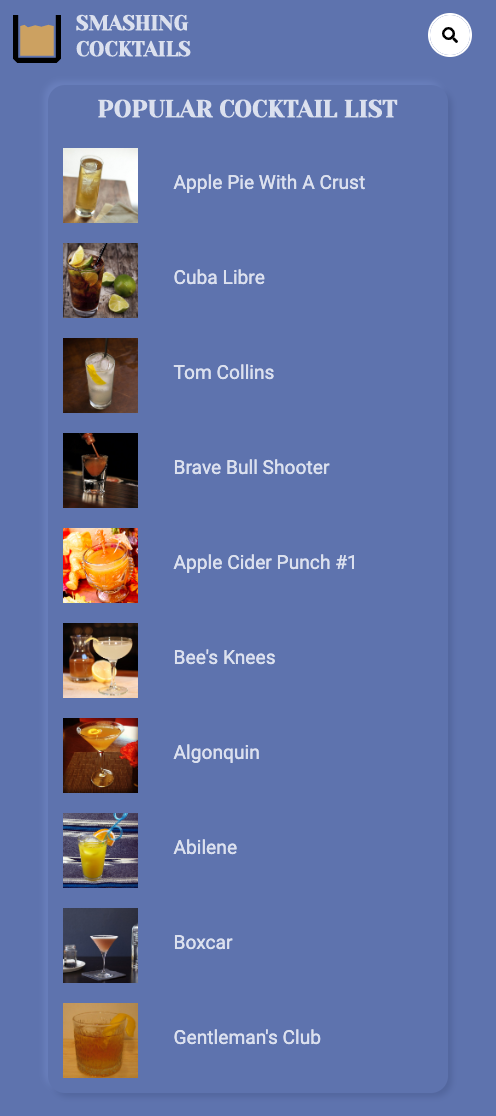 SMASHING
COCKTAILS
POPULAR COCKTAIL LIST
Apple Pie With A Crust
Cuba Libre
Tom Collins
Brave Bull Shooter
Apple Cider Punch #1
Bee's Knees
Algonquin
Abilene
Boxcar
Gentleman's Club